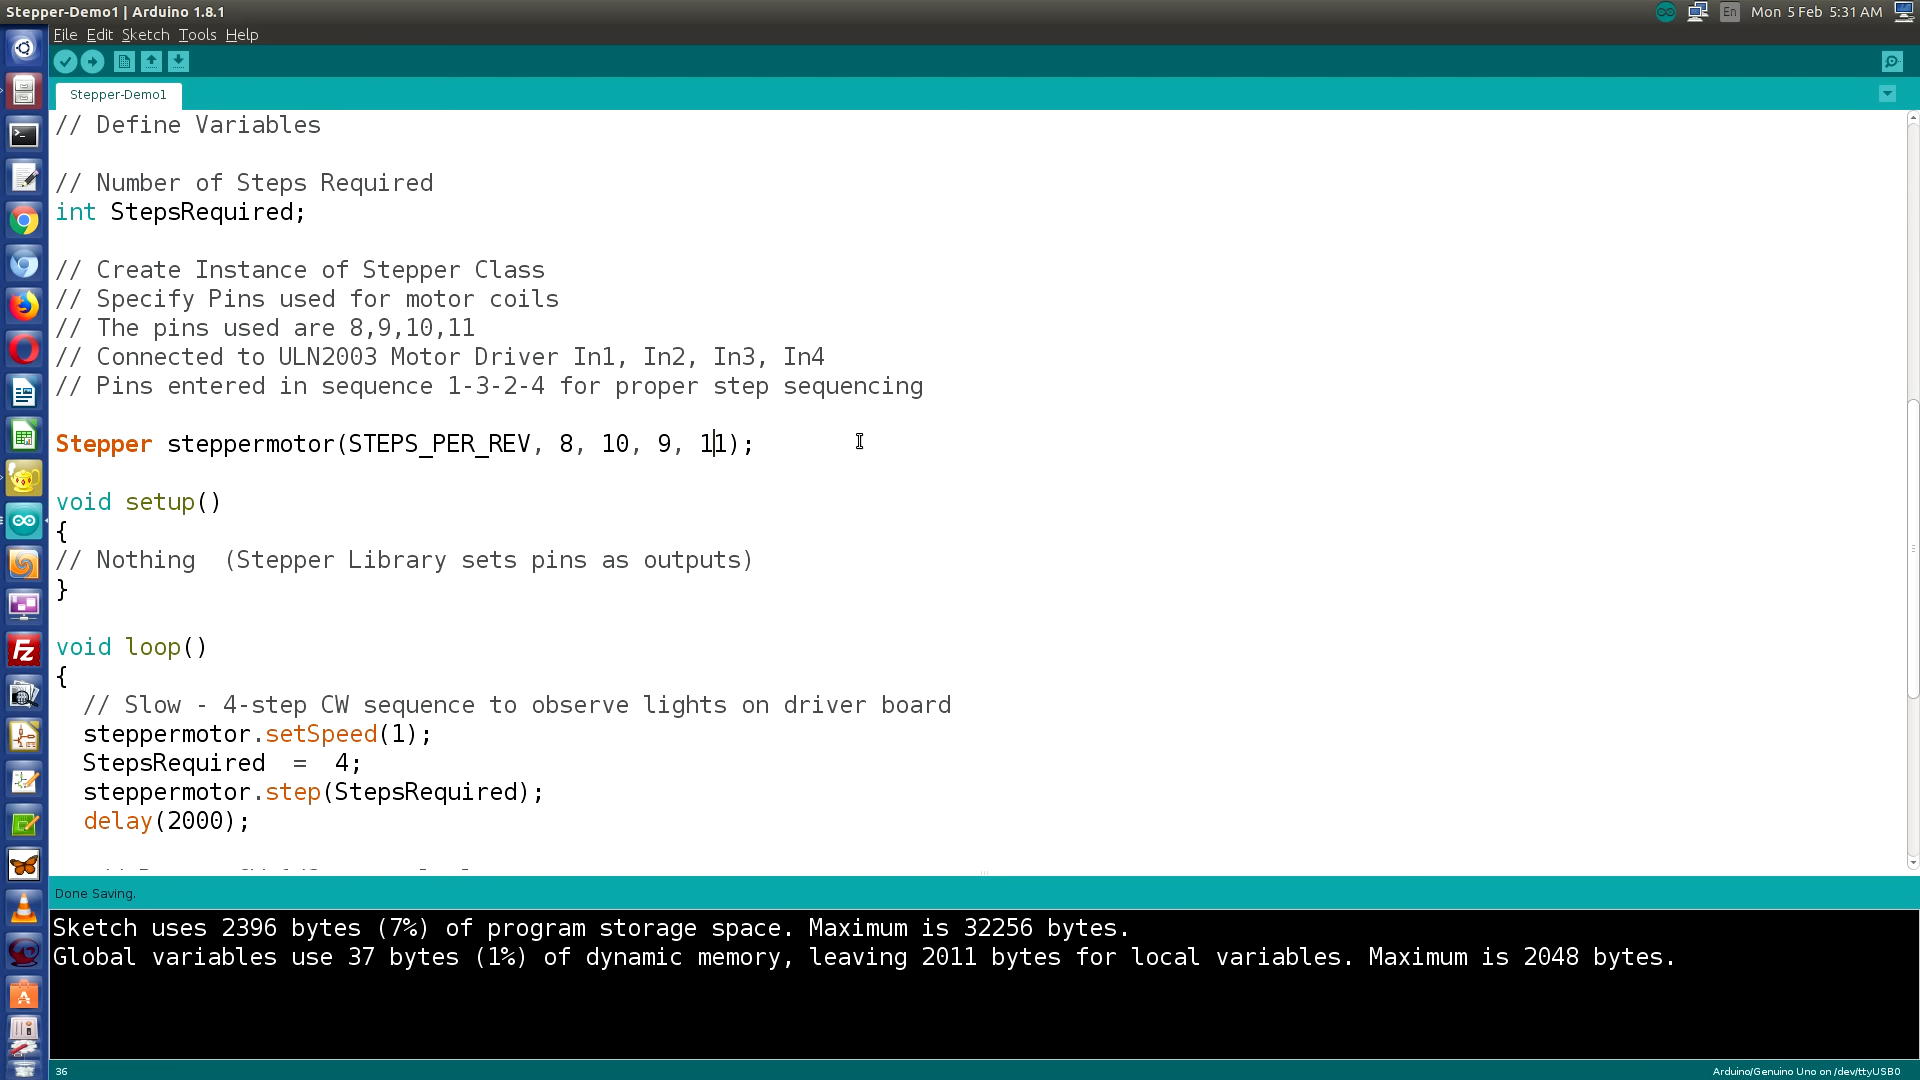 Stepper-Demo1 | Arduino 1.8.1
En
Mon 5 Feb 5:31 AM
File Edit Sketch Tools Help
Stepper-Demo1
// Define Variables
// Number of Steps Required
int StepsRequired;
// Create Instance of Stepper Class
// Specify Pins used for motor coils
// The pins used are 8,9,10,11
// Connected to ULN2003 Motor Driver In1, In2, In3, In4
// Pins entered in sequence 1-3-2-4 for proper step sequencing
Stepper steppermotor(STEPS_PER_REV, 8, 10, 9, 11);
void setup()
{
// Nothing  (Stepper Library sets pins as outputs)
}
void loop()
{
// Slow - 4-step CW sequence to observe lights on driver board
steppermotor.setSpeed(1);
StepsRequired  =  4;
steppermotor.step(StepsRequired);
delay(2000);
Done Saving.
Sketch uses 2396 bytes (7%) of program storage space. Maximum is 32256 bytes.
Global variables use 37 bytes (1%) of dynamic memory, leaving 2011 bytes for local variables. Maximum is 2048 bytes.
36
Arduino/Genuino Uno on /dev/ttyUSB0